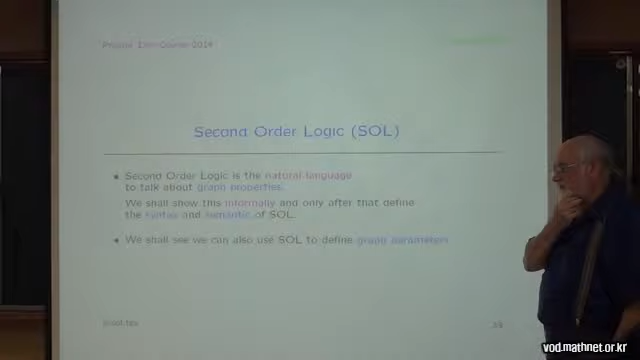 Second Order Logic (SOL)
• Second Order Logic is the natural language
to talk about graph properties.
We shall show this informally and only after that define
the syntax and semantic of SOL.
• We shall see we can also use SOL to define graph parameters
vod.mathnet.or.kr